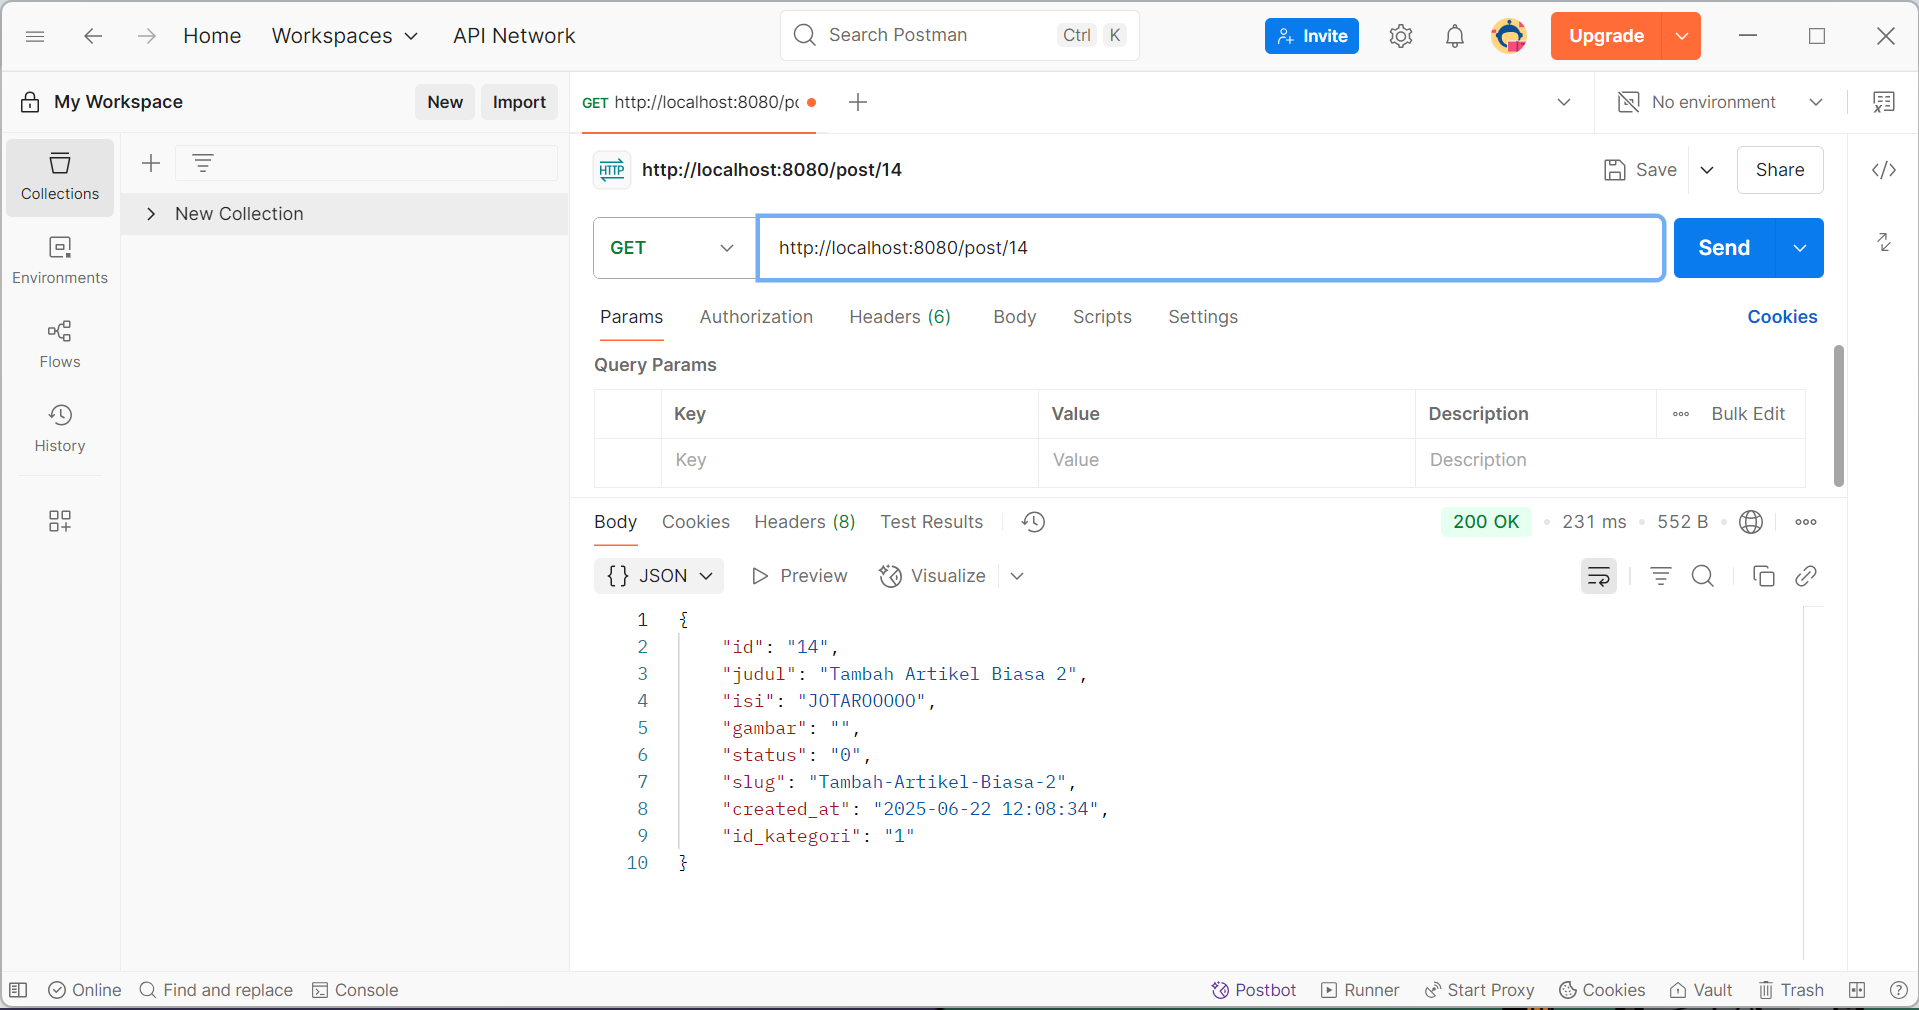 Home Workspaces API Network Search Postman Ctrl K Invite Upgrade
My Workspace New Import GET http://localhost:8080/po No environment
Collections
Environments
Flows
History
New Collection
HTTP http://localhost:8080/post/14 Save Share
GET http://localhost:8080/post/14 Send
Params Authorization Headers (6) Body Scripts Settings Cookies
Query Params
Key Value Description Bulk Edit
Key Value Description
Body Cookies Headers (8) Test Results 200 OK • 231 ms • 552 B •
{} JSON Preview Visualize
1 {
2 "id": "14",
3 "judul": "Tambah Artikel Biasa 2",
4 "isi": "JOTAROOOOO",
5 "gambar": "",
6 "status": "0",
7 "slug": "Tambah-Artikel-Biasa-2",
8 "created_at": "2025-06-22 12:08:34",
9 "id_kategori": "1"
10 }
Online Find and replace Console Postbot Runner Start Proxy Cookies Vault Trash